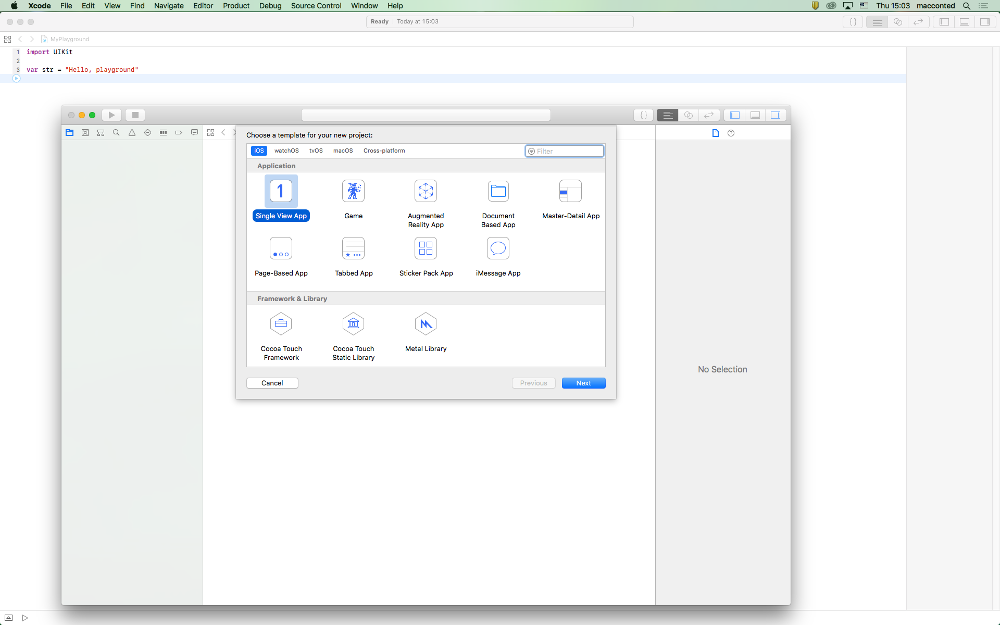 Xcode File Edit View Find Navigate Editor Product Debug Source Control Window Help Thu 15:03 macconted
Ready Today at 15:03
{} 
MyPlayground
1 import UIKit
2
3 var str = "Hello, playground"
{}
Choose a template for your new project:
iOS watchOS tvOS macOS Cross-platform Filter
Application
1
Single View App Game Augmented Reality App Document Based App Master-Detail App
Page-Based App Tabbed App Sticker Pack App iMessage App
Framework & Library
Cocoa Touch Framework Cocoa Touch Static Library Metal Library
No Selection
Cancel Previous Next